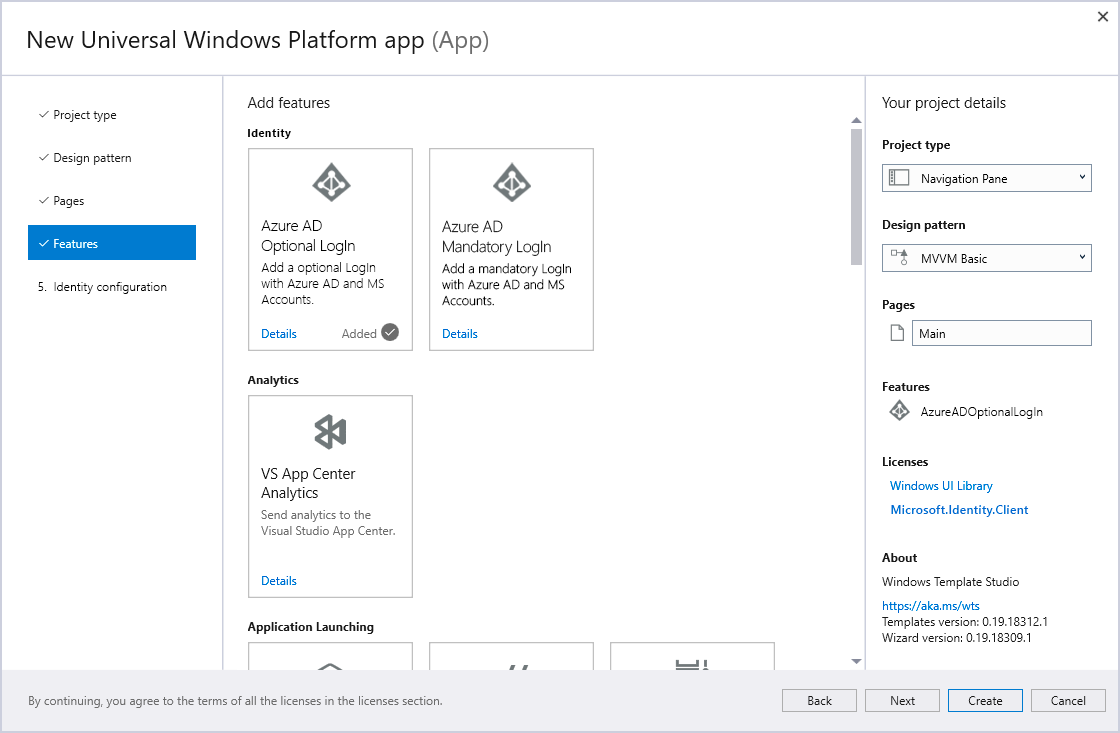 New Universal Windows Platform app (App)
Project type
Design pattern
Pages
Features
5. Identity configuration
Add features
Identity
Azure AD
Optional LogIn
Add a optional LogIn
with Azure AD and MS
Accounts.
Details
Added
Azure AD
Mandatory LogIn
Add a mandatory LogIn
with Azure AD and MS
Accounts.
Details
Analytics
VS App Center
Analytics
Send analytics to the
Visual Studio App Center.
Details
Application Launching
Your project details
Project type
Navigation Pane
Design pattern
MVVM Basic
Pages
Main
Features
AzureADOptionalLogIn
Licenses
Windows UI Library
Microsoft.Identity.Client
About
Windows Template Studio
https://aka.ms/wts
Templates version: 0.19.18312.1
Wizard version: 0.19.18309.1
By continuing, you agree to the terms of all the licenses in the licenses section.
Back
Next
Create
Cancel